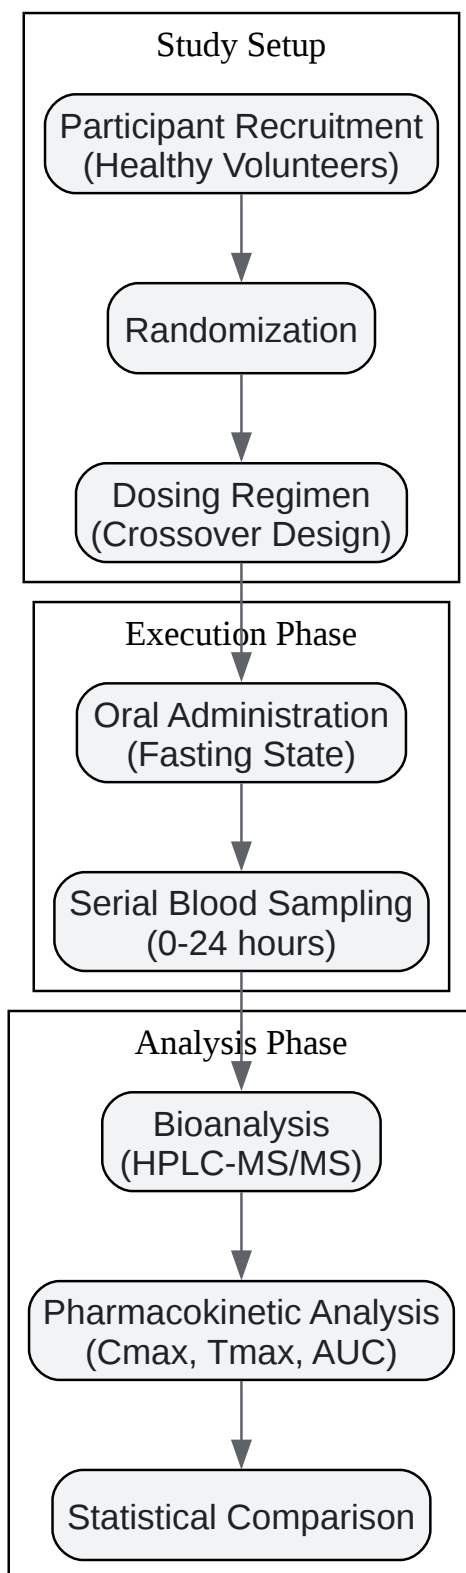 Study Setup
Participant Recruitment
(Healthy Volunteers)
Randomization
Dosing Regimen
(Crossover Design)
Execution Phase
Oral Administration
(Fasting State)
Serial Blood Sampling
(0-24 hours)
Analysis Phase
Bioanalysis
(HPLC-MS/MS)
Pharmacokinetic Analysis
(Cmax, Tmax, AUC)
Statistical Comparison